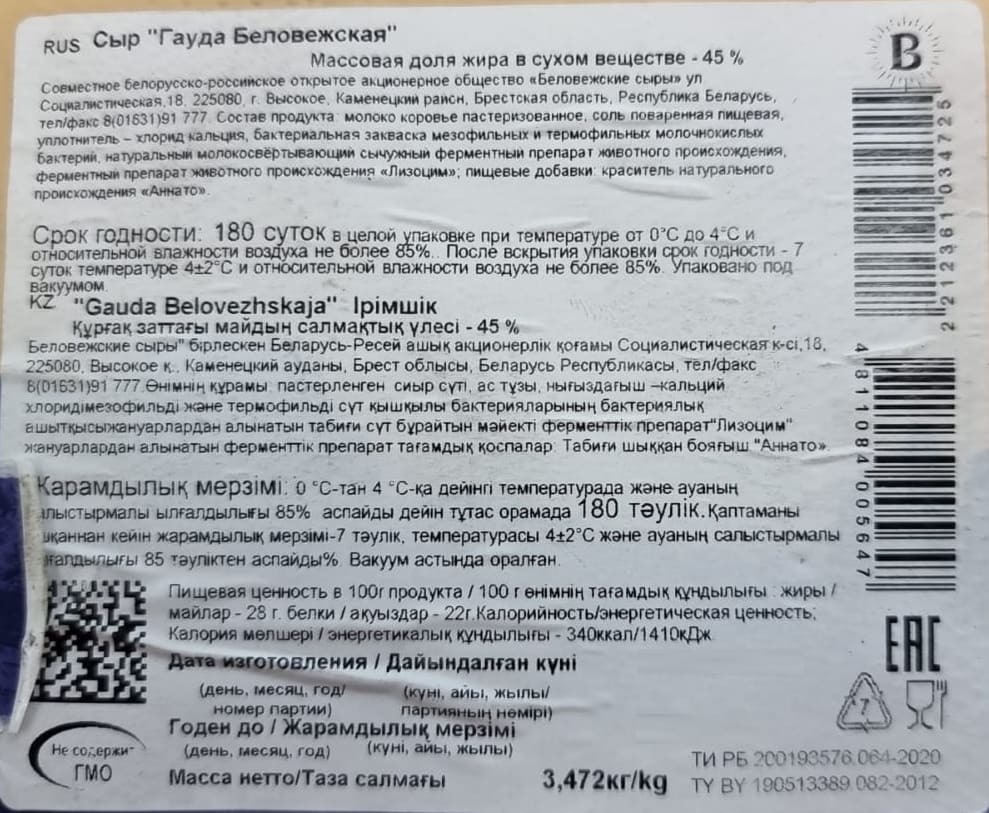 RUS Сыр "Гауда Беловежская"
Массовая доля жира в сухом веществе - 45 %
Совместное белорусско-российское открытое акционерное общество «Беловежские сыры» ул
Социалистическая,18, 225080, г. Высокое, Каменецкий район, Брестская область, Республика Беларусь,
тел/факс 8(01631)91 777. Состав продукта: молоко коровье пастеризованное, соль поваренная пищевая,
уплотнитель – хлорид кальция, бактериальная закваска мезофильных и термофильных молочнокислых
бактерий, натуральный молокосвёртывающий сычужный ферментный препарат животного происхождения,
ферментный препарат животного происхождения «Лизоцим»; пищевые добавки: краситель натурального
происхождения «Аннато».
Срок годности: 180 суток в целой упаковке при температуре от 0°С до 4°С и
относительной влажности воздуха не более 85%.. После вскрытия упаковки срок годности - 7
суток температуре 4±2°С и относительной влажности воздуха не более 85%. Упаковано под
вакуумом.
KZ "Gauda Belovezhskaja" Ірімшік
Құрғақ заттағы майдың салмақтық үлесі - 45 %
Беловежские сыры" бірлескен Беларусь-Ресей ашық акционерлік қоғамы Социалистическая к-сі,18,
225080, Высокое қ., Каменецкий ауданы, Брест облысы, Беларусь Республикасы, тел/факс
8(01631)91 777 Өнімнің құрамы: пастерленген сиыр сүті, ас тұзы, нығыздағыш –кальций
хлоридімезофильді және термофильді сүт қышқылы бактерияларының бактериялық
ашытқысыжануарлардан алынатын табиғи сүт бұрайтын мәйекті ферменттік препарат"Лизоцим"
жануарлардан алынатын ферменттік препарат тағамдық қоспалар: Табиғи шыққан бояғыш "Аннато».
Жарамдылық мерзімі: 0 °С-тан 4 °С-қа дейінгі температурада және ауаның
алыстырмалы ылғалдылығы 85% аспайды дейін тұтас орамада 180 тәулік. Қаптаманы
шқаннан кейін жарамдылық мерзімі-7 тәулік, температурасы 4±2°С және ауаның салыстырмалы
ғалдылығы 85 тәуліктен аспайды%. Вакуум астында оралған.
Пищевая ценность в 100г продукта / 100 г өнімнің тағамдық құндылығы : жиры /
майлар - 28 г. белки / ақуыздар - 22г.Калорийность/энергетическая ценность;
Калория мөлшері / энергетикалық құндылығы - 340ккал/1410кДж
Дата изготовления / Дайындалған күні
(день, месяц, год/ (күні, айы, жылы/
номер партии) партияның нөмірі)
Годен до / Жарамдылық мерзімі
(день, месяц, год) (күні, айы, жылы)
Масса нетто/Таза салмағы 3,472кг/kg
Не содержит
ГМО
ТИ РБ 200193576.064-2020
TY BY 190513389.082-2012
В
2 212361 034725
4 811084 005647
ЕАС
7